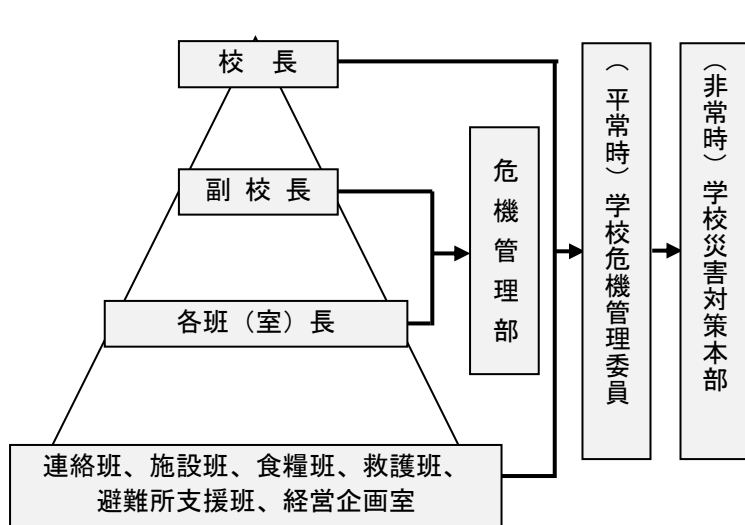 校　長
副 校 長
各班（室）長
連絡班、施設班、食糧班、救護班、
避難所支援班、経営企画室
危機管理部
（平常時）学校危機管理委員
（非常時）学校災害対策本部